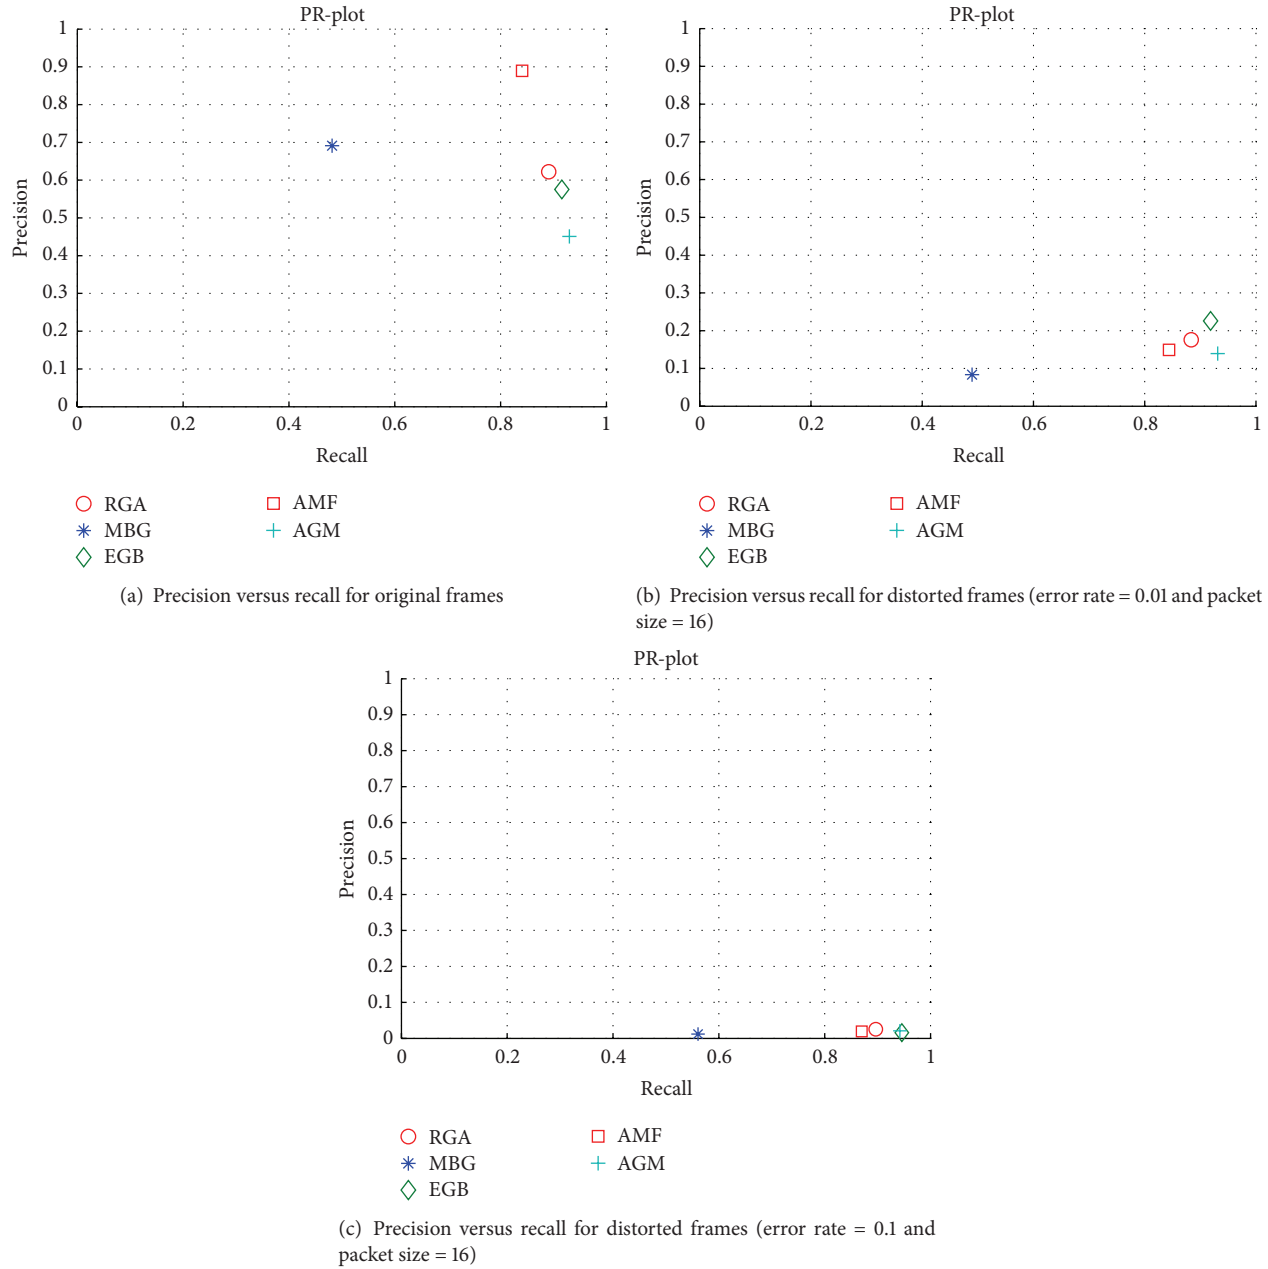 PR-plot
1
0.9
0.8
0.7
0.6
0.5
0.4
0.3
0.2
0.1
0
Precision
0 0.2 0.4 0.6 0.8 1
Recall
RGA AMF
MBG AGM
EGB
(a) Precision versus recall for original frames
PR-plot
1
0.9
0.8
0.7
0.6
0.5
0.4
0.3
0.2
0.1
0
Precision
0 0.2 0.4 0.6 0.8 1
Recall
RGA AMF
MBG AGM
EGB
(b) Precision versus recall for distorted frames (error rate = 0.01 and packet
size = 16)
PR-plot
1
0.9
0.8
0.7
0.6
0.5
0.4
0.3
0.2
0.1
0
Precision
0 0.2 0.4 0.6 0.8 1
Recall
RGA AMF
MBG AGM
EGB
(c) Precision versus recall for distorted frames (error rate = 0.1 and
packet size = 16)